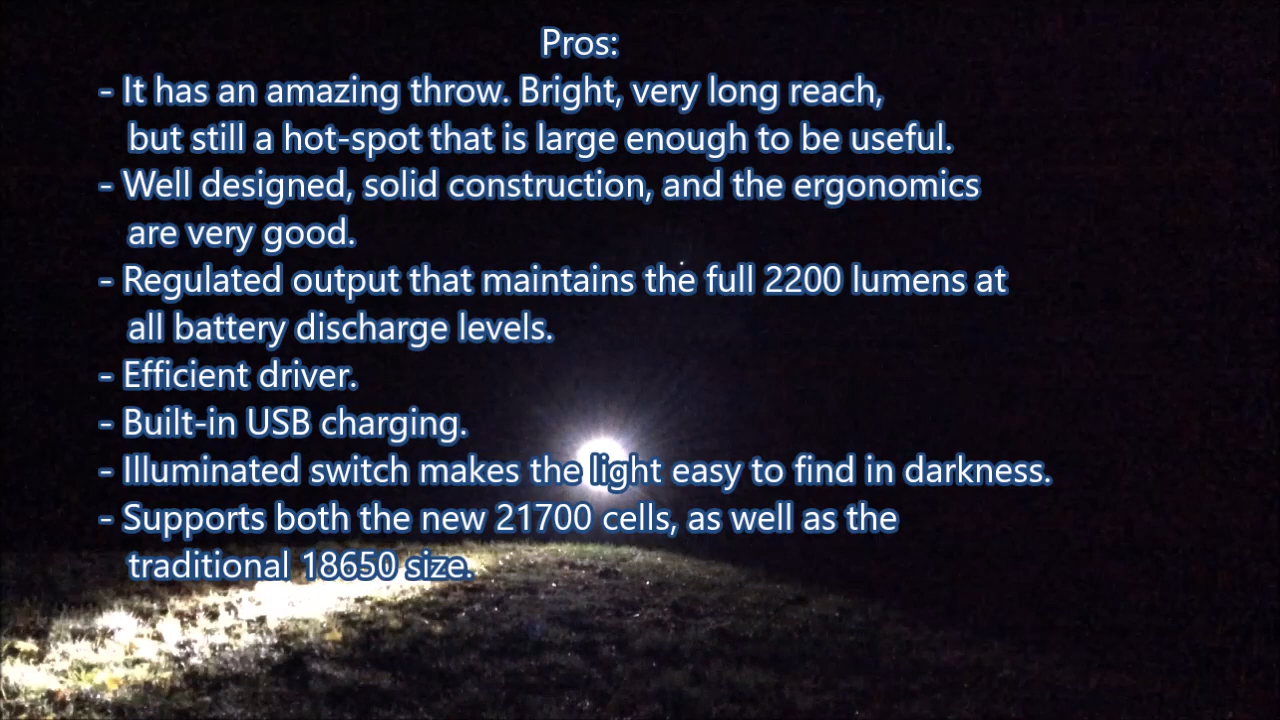 Pros:
- It has an amazing throw. Bright, very long reach,
but still a hot-spot that is large enough to be useful.
- Well designed, solid construction, and the ergonomics
are very good.
- Regulated output that maintains the full 2200 lumens at
all battery discharge levels.
- Efficient driver.
- Built-in USB charging.
- Illuminated switch makes the light easy to find in darkness.
- Supports both the new 21700 cells, as well as the
traditional 18650 size.